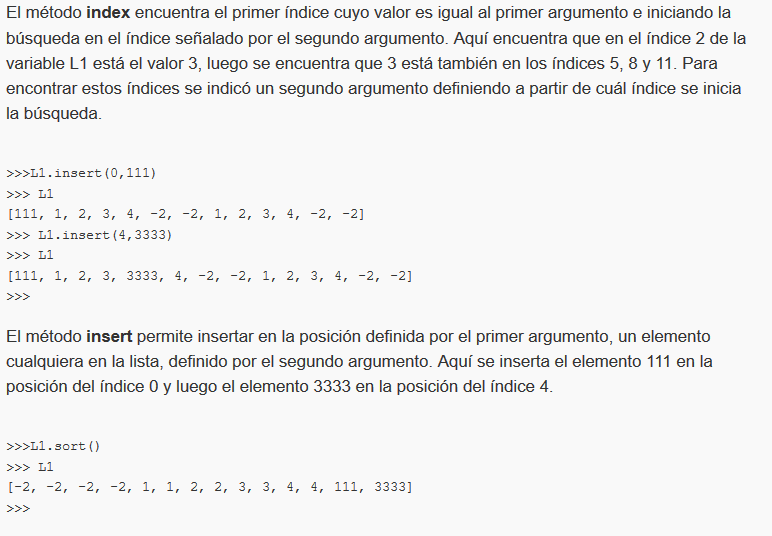 El método index encuentra el primer índice cuyo valor es igual al primer argumento e iniciando la
búsqueda en el índice señalado por el segundo argumento. Aquí encuentra que en el índice 2 de la
variable L1 está el valor 3, luego se encuentra que 3 está también en los índices 5, 8 y 11. Para
encontrar estos índices se indicó un segundo argumento definiendo a partir de cuál índice se inicia
la búsqueda.
>>>L1.insert(0,111)
>>> L1
[111, 1, 2, 3, 4, -2, -2, 1, 2, 3, 4, -2, -2]
>>> L1.insert(4,3333)
>>> L1
[111, 1, 2, 3, 3333, 4, -2, -2, 1, 2, 3, 4, -2, -2]
>>>
El método insert permite insertar en la posición definida por el primer argumento, un elemento
cualquiera en la lista, definido por el segundo argumento. Aquí se inserta el elemento 111 en la
posición del índice 0 y luego el elemento 3333 en la posición del índice 4.
>>>L1.sort()
>>> L1
[-2, -2, -2, -2, 1, 1, 2, 2, 3, 3, 4, 4, 111, 3333]
>>>